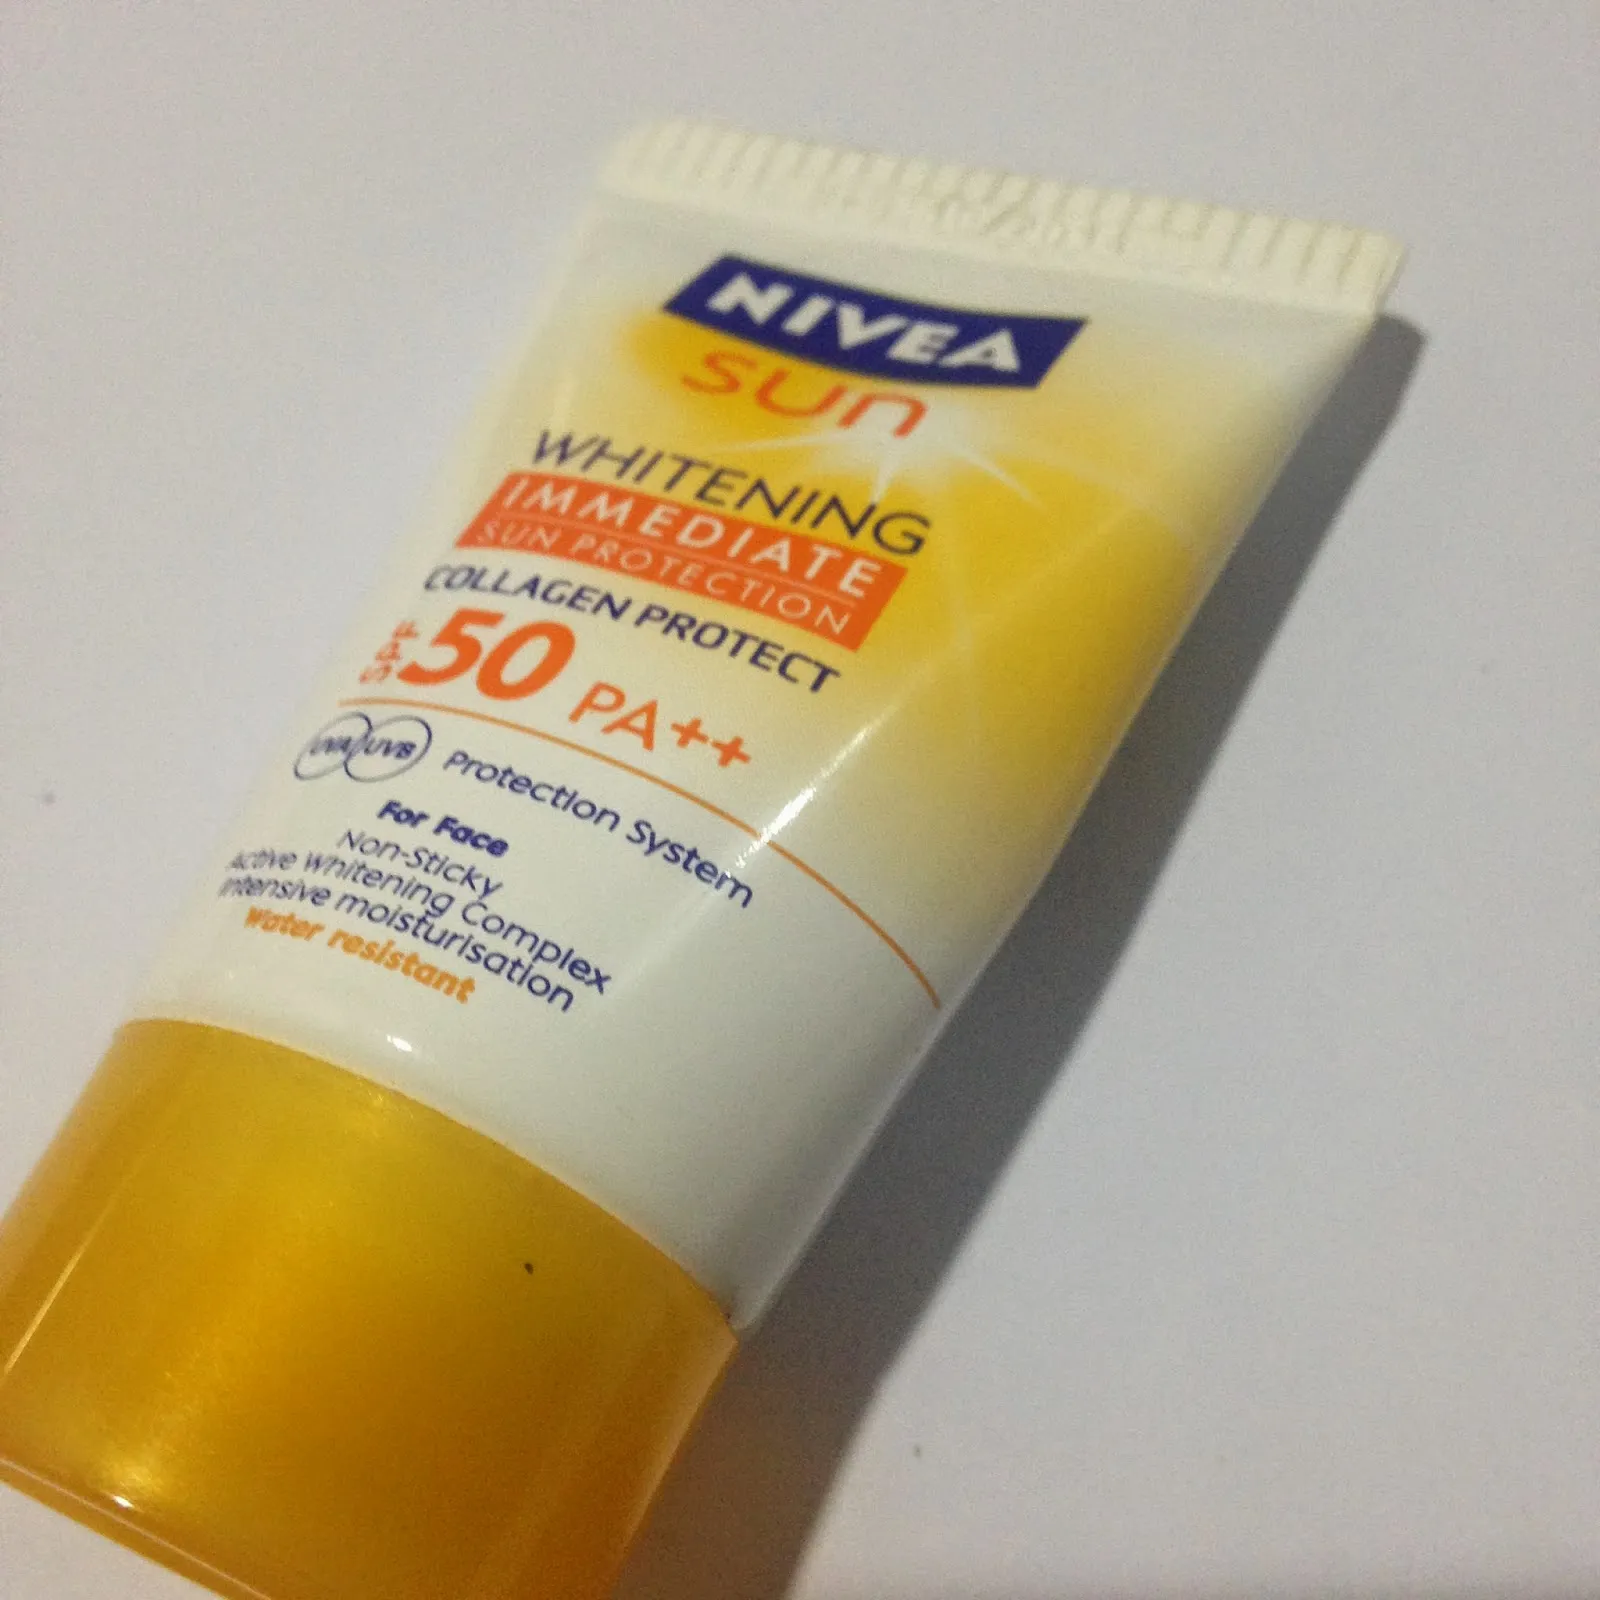 NIVEA
sun
WHITENING
IMMEDIATE
SUN PROTECTION
COLLAGEN PROTECT
SPF 50 PA++
UVA UVB Protection System
For Face
Non-Sticky
Active Whitening Complex
Intensive moisturisation
Water resistant